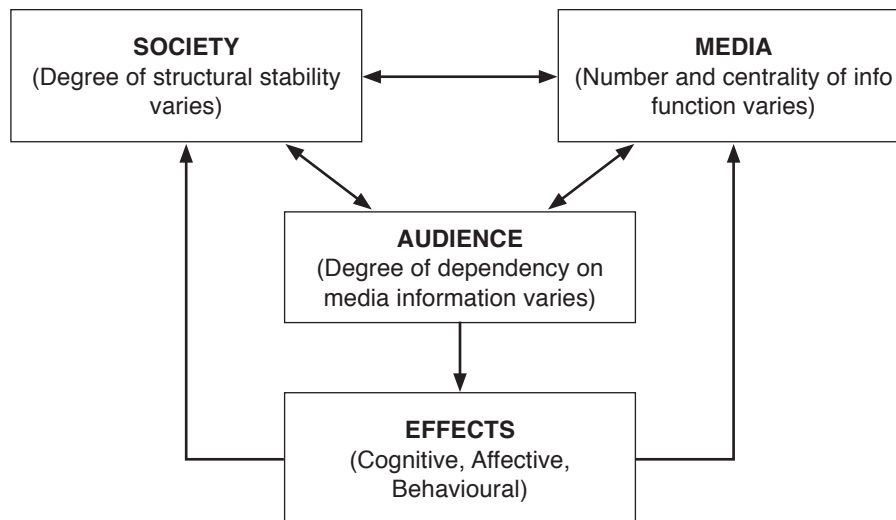 SOCIETY
(Degree of structural stability
varies)
MEDIA
(Number and centrality of info
function varies)
AUDIENCE
(Degree of dependency on
media information varies)
EFFECTS
(Cognitive, Affective,
Behavioural)